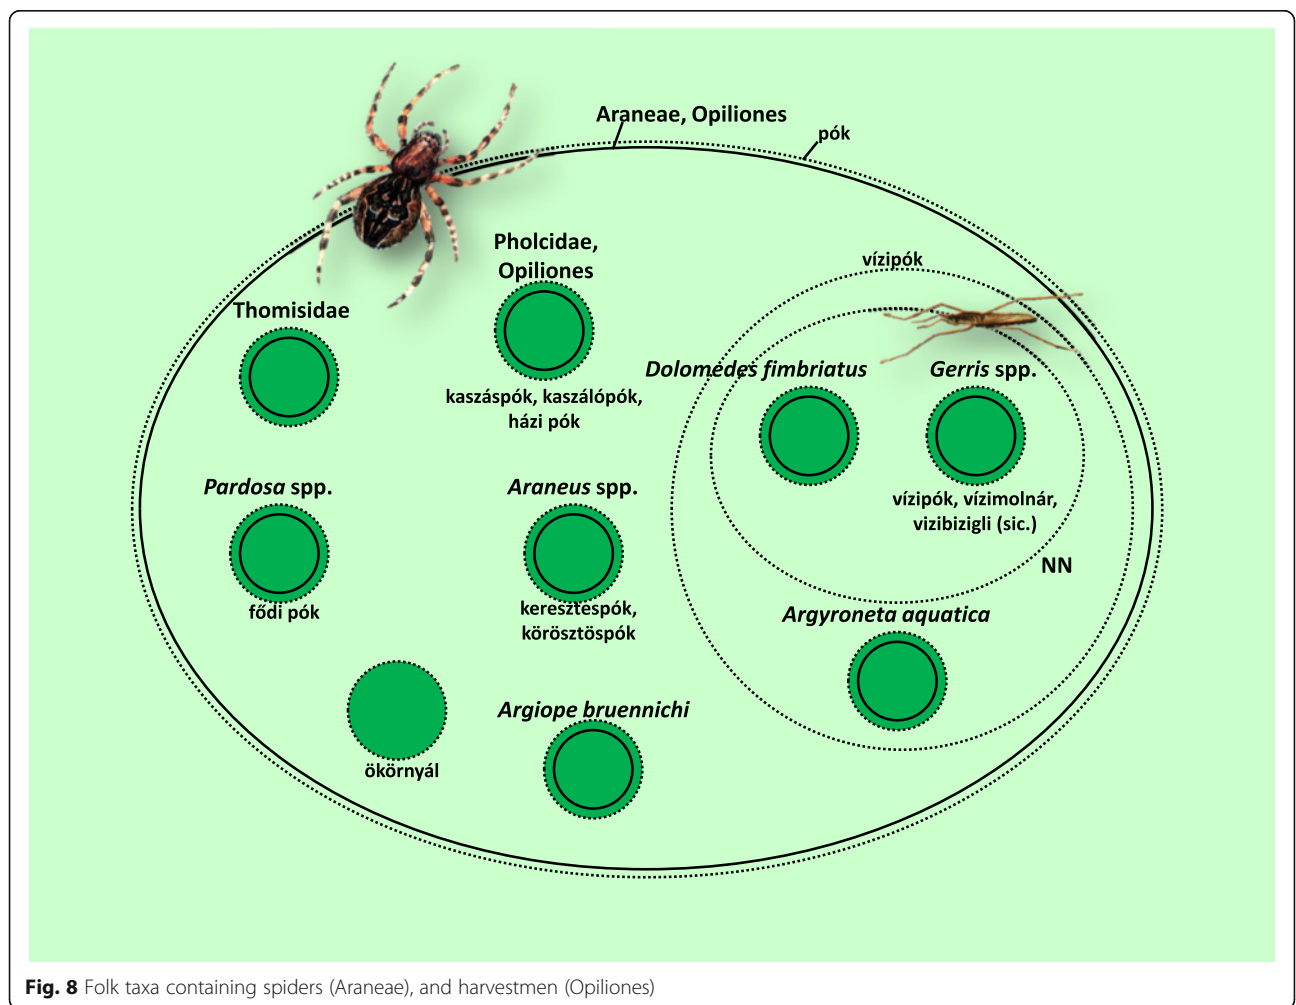 Araneae, Opiliones
pók
Pholcidae,
Opiliones
vízipók
Thomisidae
kaszáspók, kaszálópók,
házi pók
Dolomedes fimbriatus
Gerris spp.
vízipók, vízimolnár,
vizibizigli (sic.)
Pardosa spp.
fődi pók
Araneus spp.
keresztespók,
körösztöspók
NN
Argyroneta aquatica
ökörnyál
Argiope bruennichi
Fig. 8 Folk taxa containing spiders (Araneae), and harvestmen (Opiliones)